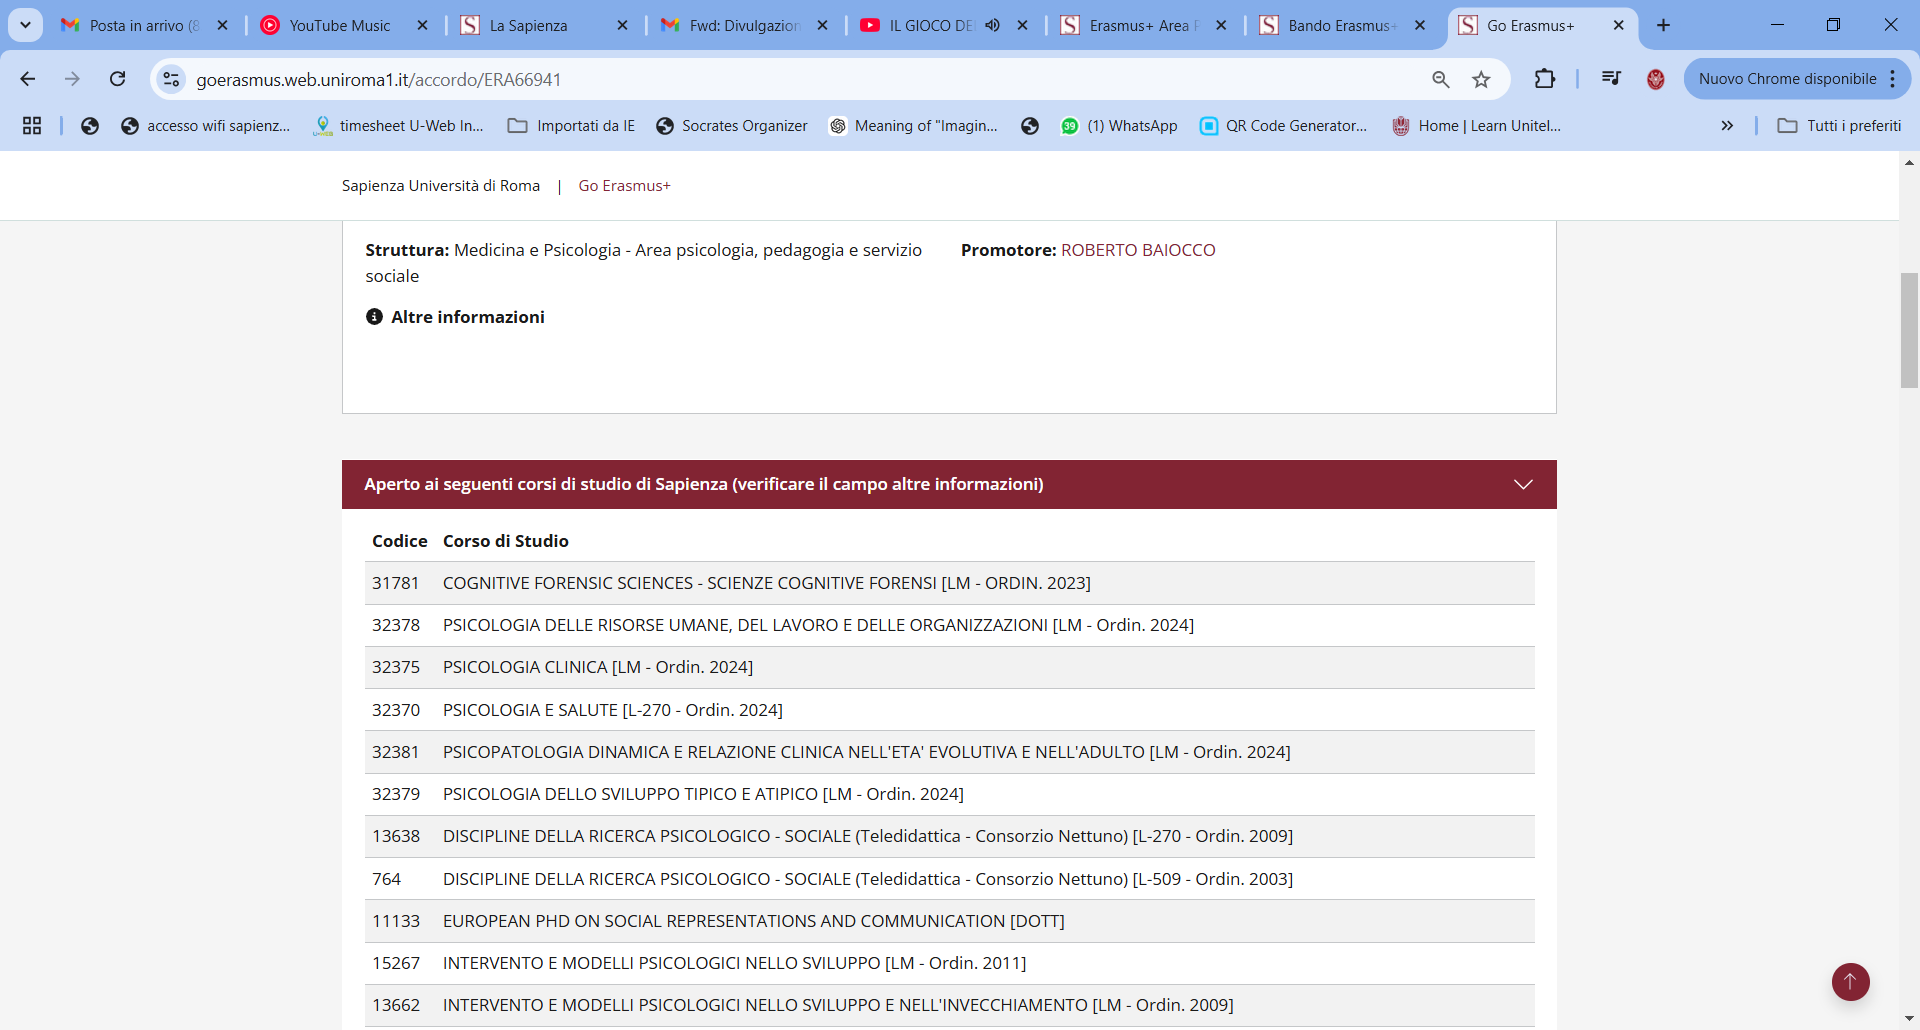 Posta in arrivo (8
YouTube Music
La Sapienza
Fwd: Divulgazion
IL GIOCO DE
Erasmus+ Area P
Bando Erasmus+
Go Erasmus+
goerasmus.web.uniroma1.it/accordo/ERA66941
Nuovo Chrome disponibile
accesso wifi sapienz...
timesheet U-Web In...
Importati da IE
Socrates Organizer
Meaning of "Imagin...
39
(1) WhatsApp
QR Code Generator...
Home | Learn Unitel...
Tutti i preferiti
Sapienza Università di Roma | Go Erasmus+
Struttura: Medicina e Psicologia - Area psicologia, pedagogia e servizio
sociale
Promotore: ROBERTO BAIOCCO
Altre informazioni
Aperto ai seguenti corsi di studio di Sapienza (verificare il campo altre informazioni)
Codice Corso di Studio
31781 COGNITIVE FORENSIC SCIENCES - SCIENZE COGNITIVE FORENSI [LM - ORDIN. 2023]
32378 PSICOLOGIA DELLE RISORSE UMANE, DEL LAVORO E DELLE ORGANIZZAZIONI [LM - Ordin. 2024]
32375 PSICOLOGIA CLINICA [LM - Ordin. 2024]
32370 PSICOLOGIA E SALUTE [L-270 - Ordin. 2024]
32381 PSICOPATOLOGIA DINAMICA E RELAZIONE CLINICA NELL'ETA' EVOLUTIVA E NELL'ADULTO [LM - Ordin. 2024]
32379 PSICOLOGIA DELLO SVILUPPO TIPICO E ATIPICO [LM - Ordin. 2024]
13638 DISCIPLINE DELLA RICERCA PSICOLOGICO - SOCIALE (Teledidattica - Consorzio Nettuno) [L-270 - Ordin. 2009]
764 DISCIPLINE DELLA RICERCA PSICOLOGICO - SOCIALE (Teledidattica - Consorzio Nettuno) [L-509 - Ordin. 2003]
11133 EUROPEAN PHD ON SOCIAL REPRESENTATIONS AND COMMUNICATION [DOTT]
15267 INTERVENTO E MODELLI PSICOLOGICI NELLO SVILUPPO [LM - Ordin. 2011]
13662 INTERVENTO E MODELLI PSICOLOGICI NELLO SVILUPPO E NELL'INVECCHIAMENTO [LM - Ordin. 2009]